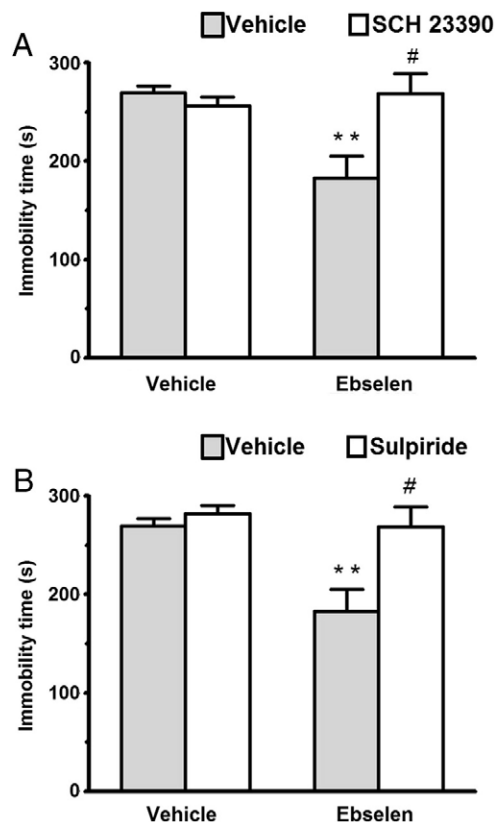 Vehicle SCH 23390
A
300
#
* *
200
100
0
Immobility time (s)
Vehicle Ebselen
Vehicle Sulpiride
B
300
#
* *
200
100
0
Immobility time (s)
Vehicle Ebselen